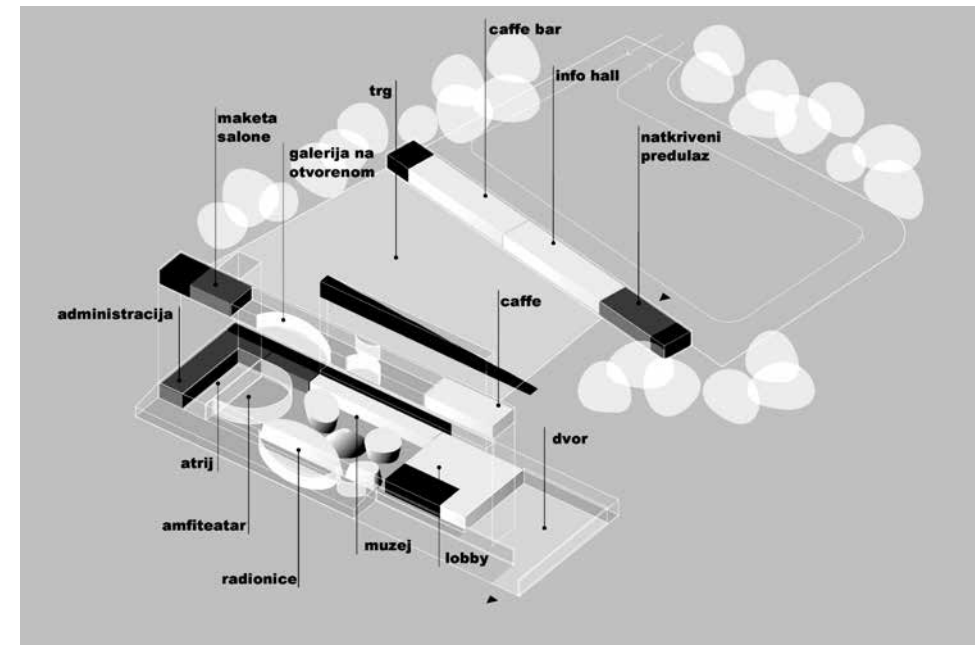 caffe bar
info hall
trg
maketa
salone
galerija na
otvorenom
natkriveni
predulaz
administracija
caffe
dvor
atrij
amfiteatar
muzej
lobby
radionice